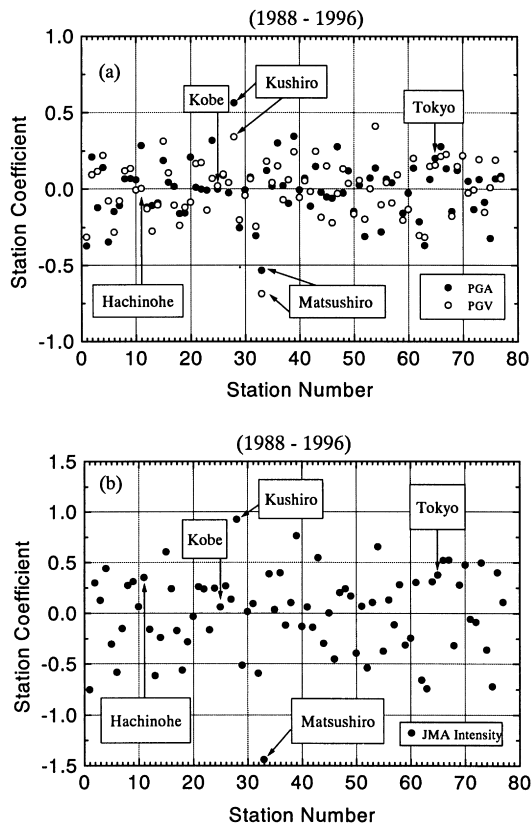 (1988 - 1996)
(a)
Kushiro
Kobe
Tokyo
Hachinohe
Matsushiro
PGA
PGV
1.0
0.5
0.0
-0.5
-1.0
Station Coefficient
0 10 20 30 40 50 60 70 80
Station Number
(1988 - 1996)
(b)
Kushiro
Kobe
Tokyo
Hachinohe
Matsushiro
JMA Intensity
1.5
1.0
0.5
0.0
-0.5
-1.0
-1.5
Station Coefficient
0 10 20 30 40 50 60 70 80
Station Number